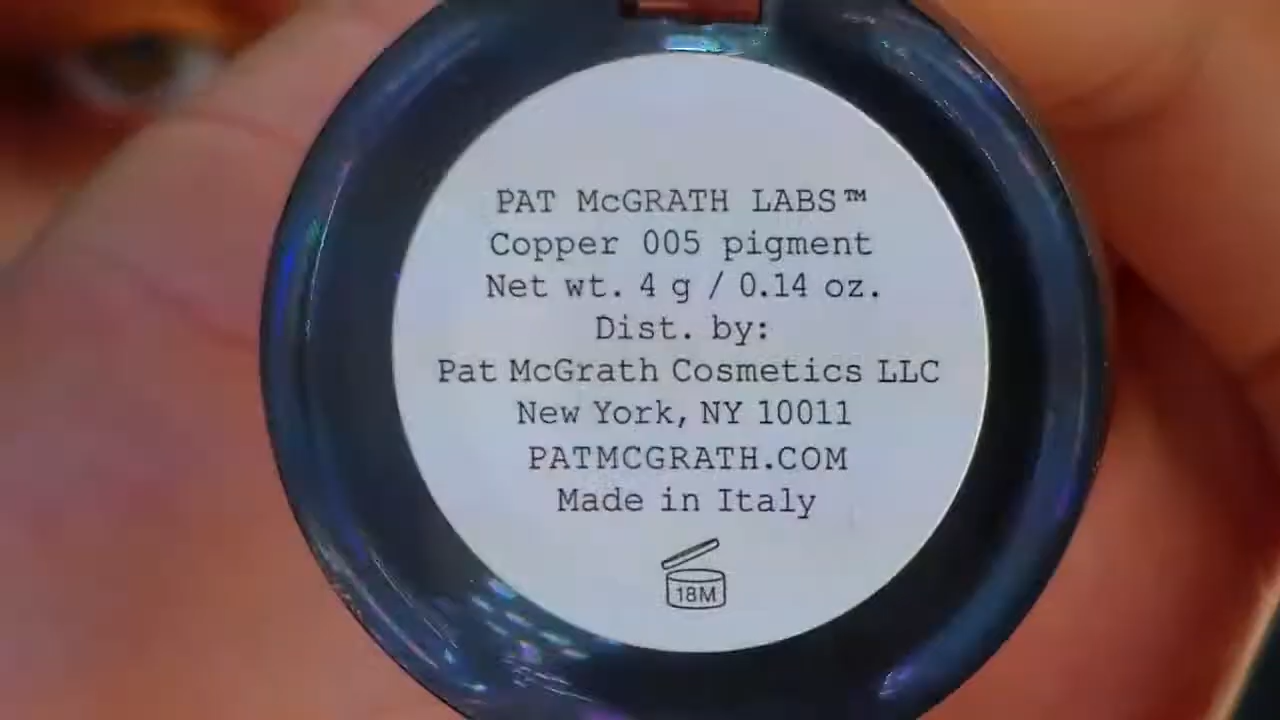 PAT McGRATH LABS™
Copper 005 pigment
Net wt. 4 g / 0.14 oz.
Dist. by:
Pat McGrath Cosmetics LLC
New York, NY 10011
PATMCGRATH.COM
Made in Italy
18M